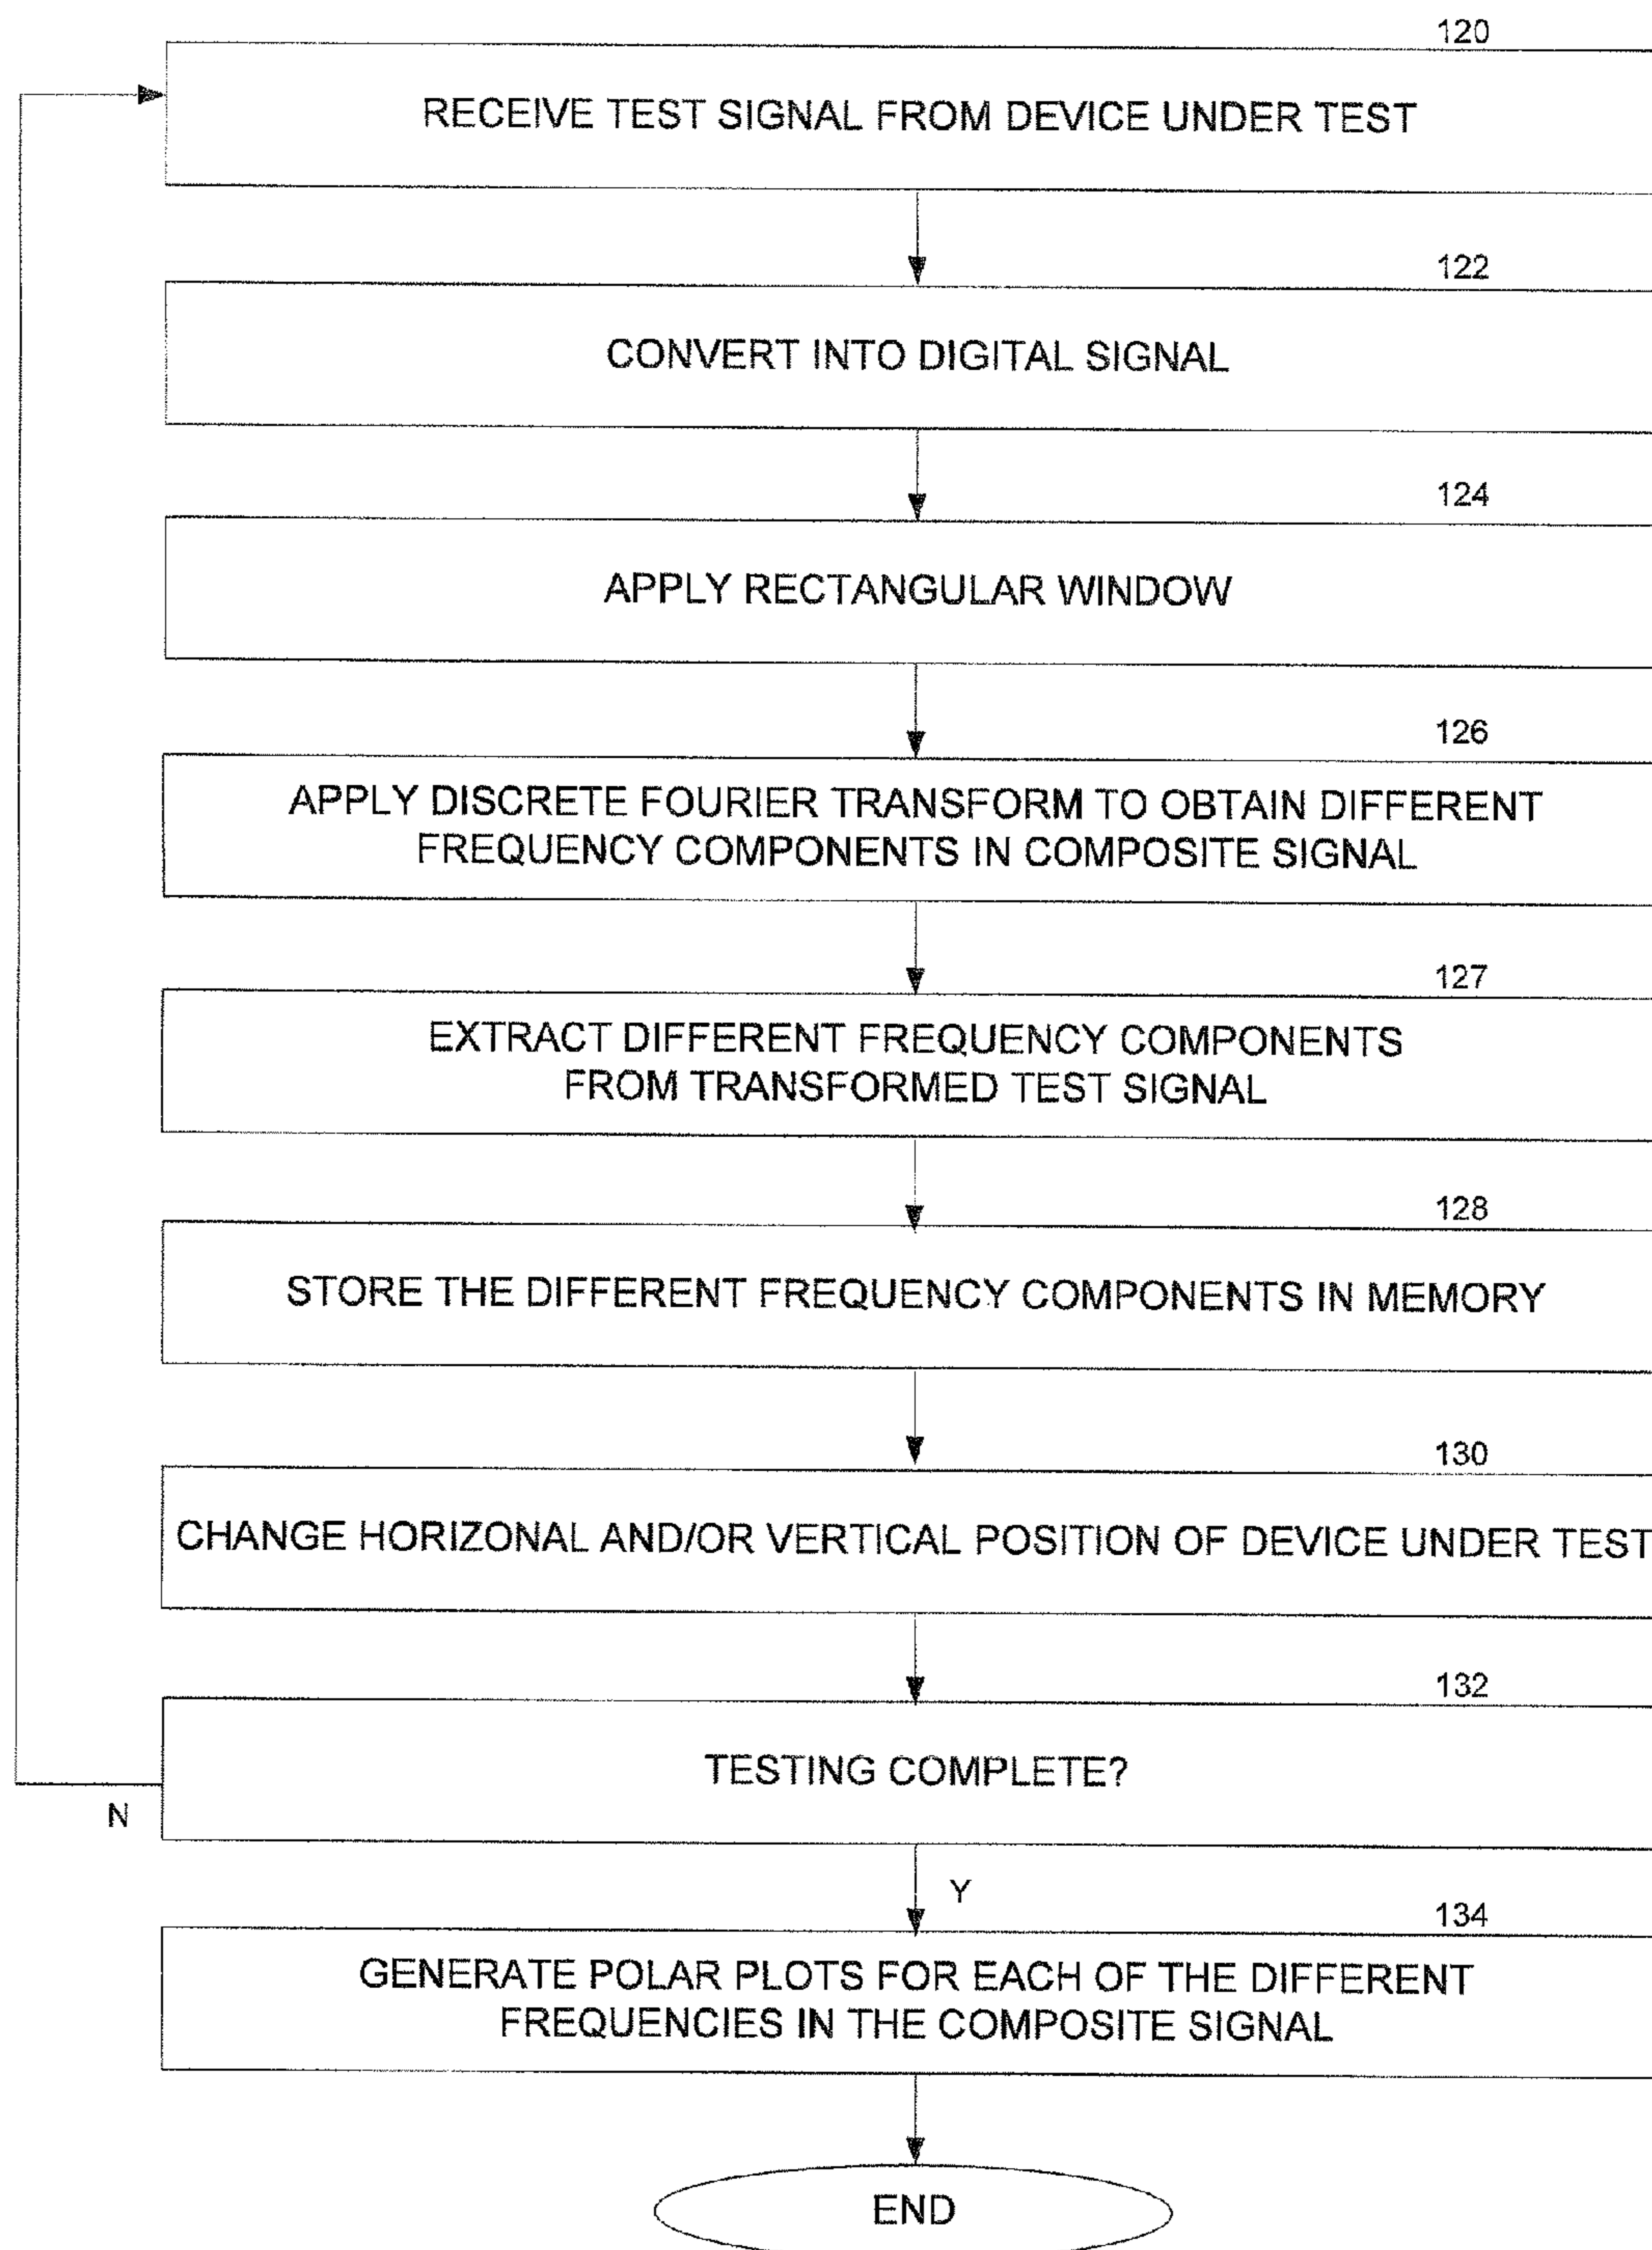 120
RECEIVE TEST SIGNAL FROM DEVICE UNDER TEST
122
CONVERT INTO DIGITAL SIGNAL
124
APPLY RECTANGULAR WINDOW
126
APPLY DISCRETE FOURIER TRANSFORM TO OBTAIN DIFFERENT
FREQUENCY COMPONENTS IN COMPOSITE SIGNAL
127
EXTRACT DIFFERENT FREQUENCY COMPONENTS
FROM TRANSFORMED TEST SIGNAL
128
STORE THE DIFFERENT FREQUENCY COMPONENTS IN MEMORY
130
CHANGE HORIZONAL AND/OR VERTICAL POSITION OF DEVICE UNDER TEST
132
TESTING COMPLETE?
N
Y
134
GENERATE POLAR PLOTS FOR EACH OF THE DIFFERENT
FREQUENCIES IN THE COMPOSITE SIGNAL
END